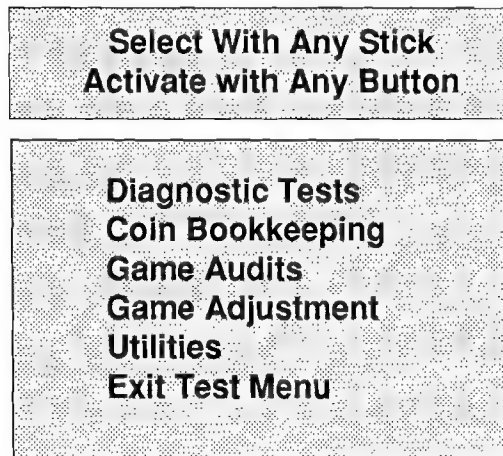 Select With Any Stick
Activate with Any Button
Diagnostic Tests
Coin Bookkeeping
Game Audits
Game Adjustment
Utilities
Exit Test Menu